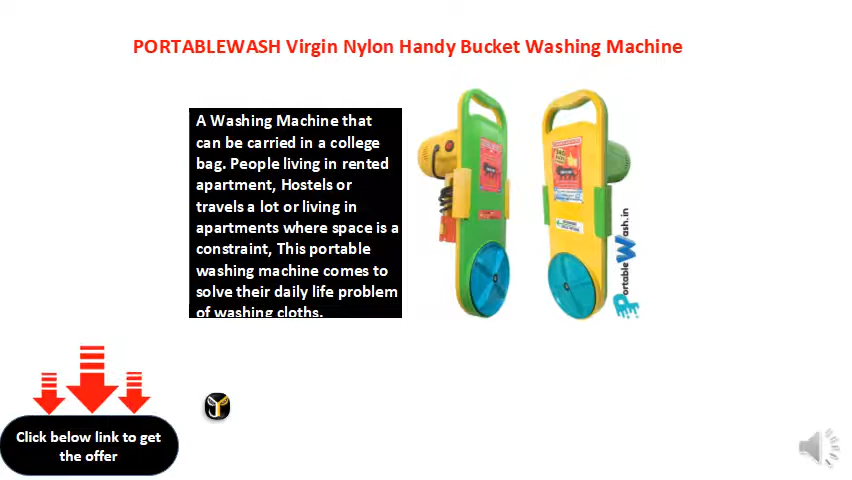 PORTABLEWASH Virgin Nylon Handy Bucket Washing Machine
A Washing Machine that
can be carried in a college
bag. People living in rented
apartment, Hostels or
travels a lot or living in
apartments where space is a
constraint, This portable
washing machine comes to
solve their daily life problem
of washing cloths.
PortableWash.in
Click below link to get
the offer